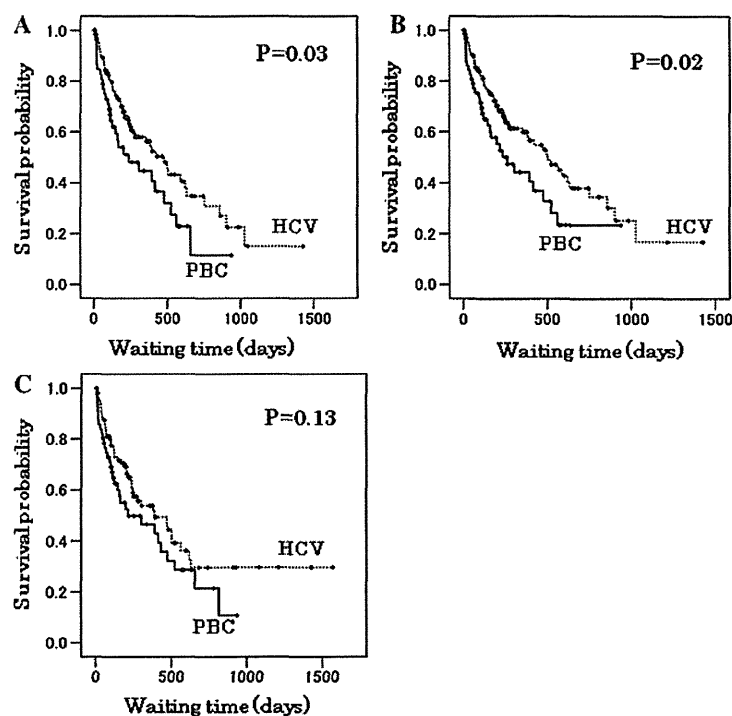 A
P=0.03
Survival probability
1.0
0.8
0.6
0.4
0.2
0.0
HCV
PBC
0 500 1000 1500
Waiting time (days)
B
P=0.02
Survival probability
1.0
0.8
0.6
0.4
0.2
0.0
HCV
PBC
0 500 1000 1500
Waiting time (days)
C
P=0.13
Survival probability
1.0
0.8
0.6
0.4
0.2
0.0
HCV
PBC
0 500 1000 1500
Waiting time (days)